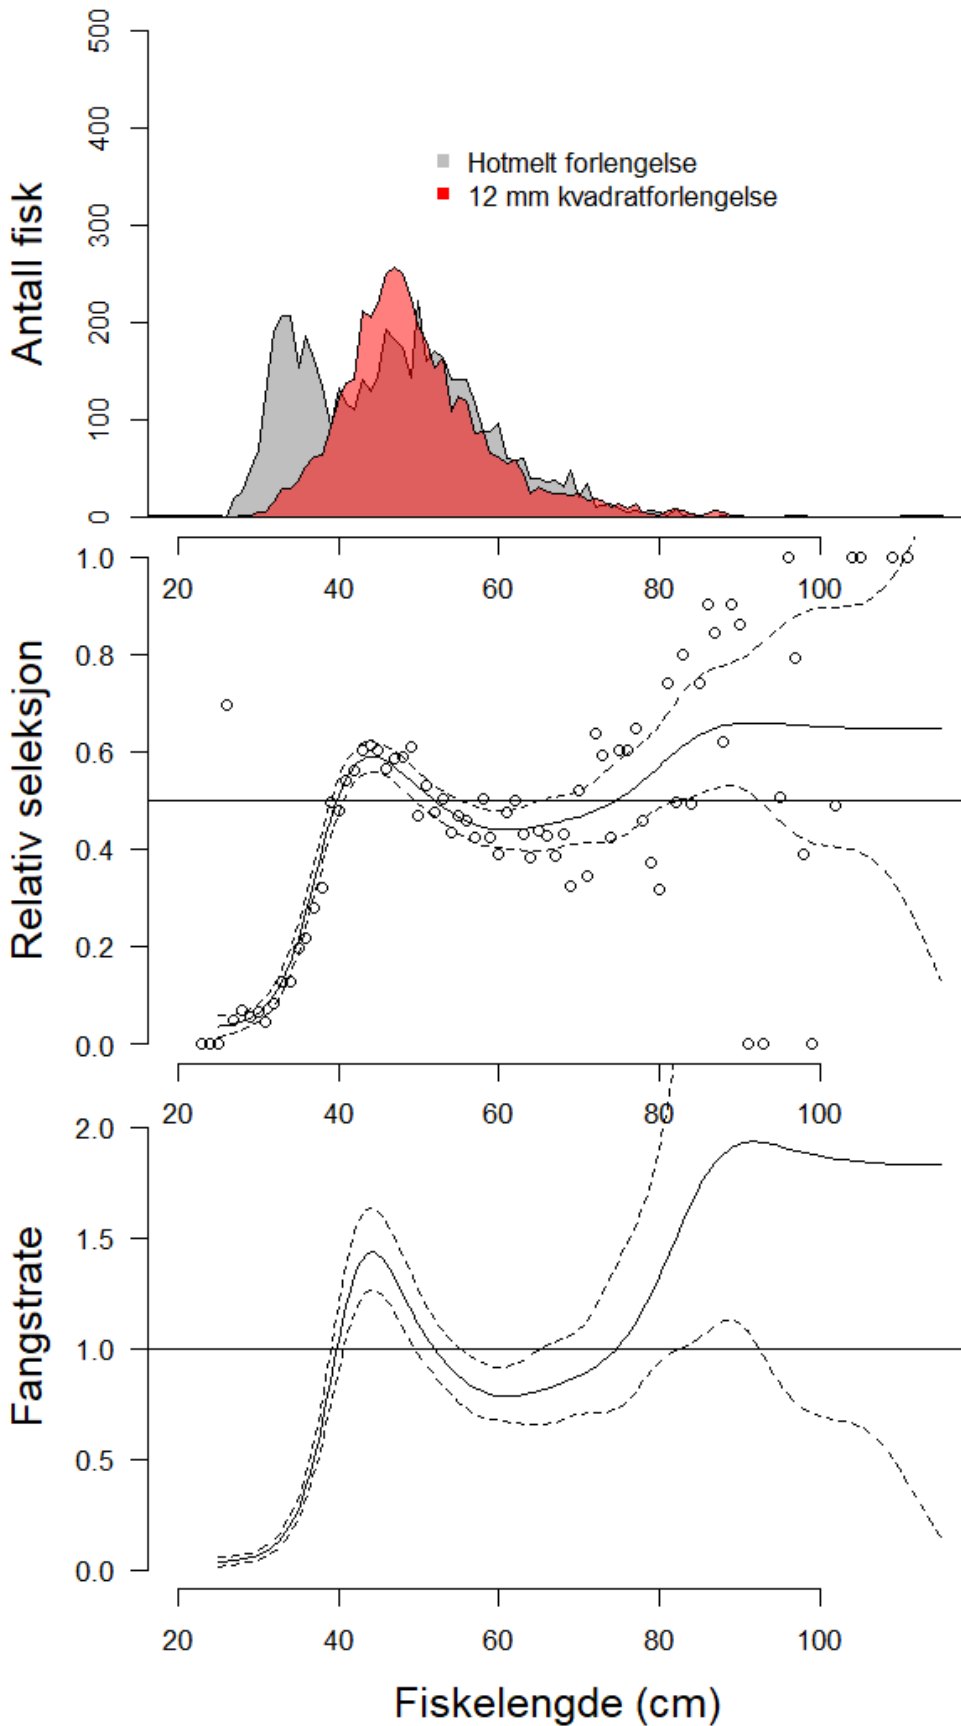 Antall fisk
500
400
300
200
100
0
Hotmelt forlengelse
12 mm kvadratforlengelse
20 40 60 80 100
Relativ seleksjon
1.0
0.8
0.6
0.4
0.2
0.0
20 40 60 80 100
Fangstrate
2.0
1.5
1.0
0.5
0.0
20 40 60 80 100
Fiskelengde (cm)